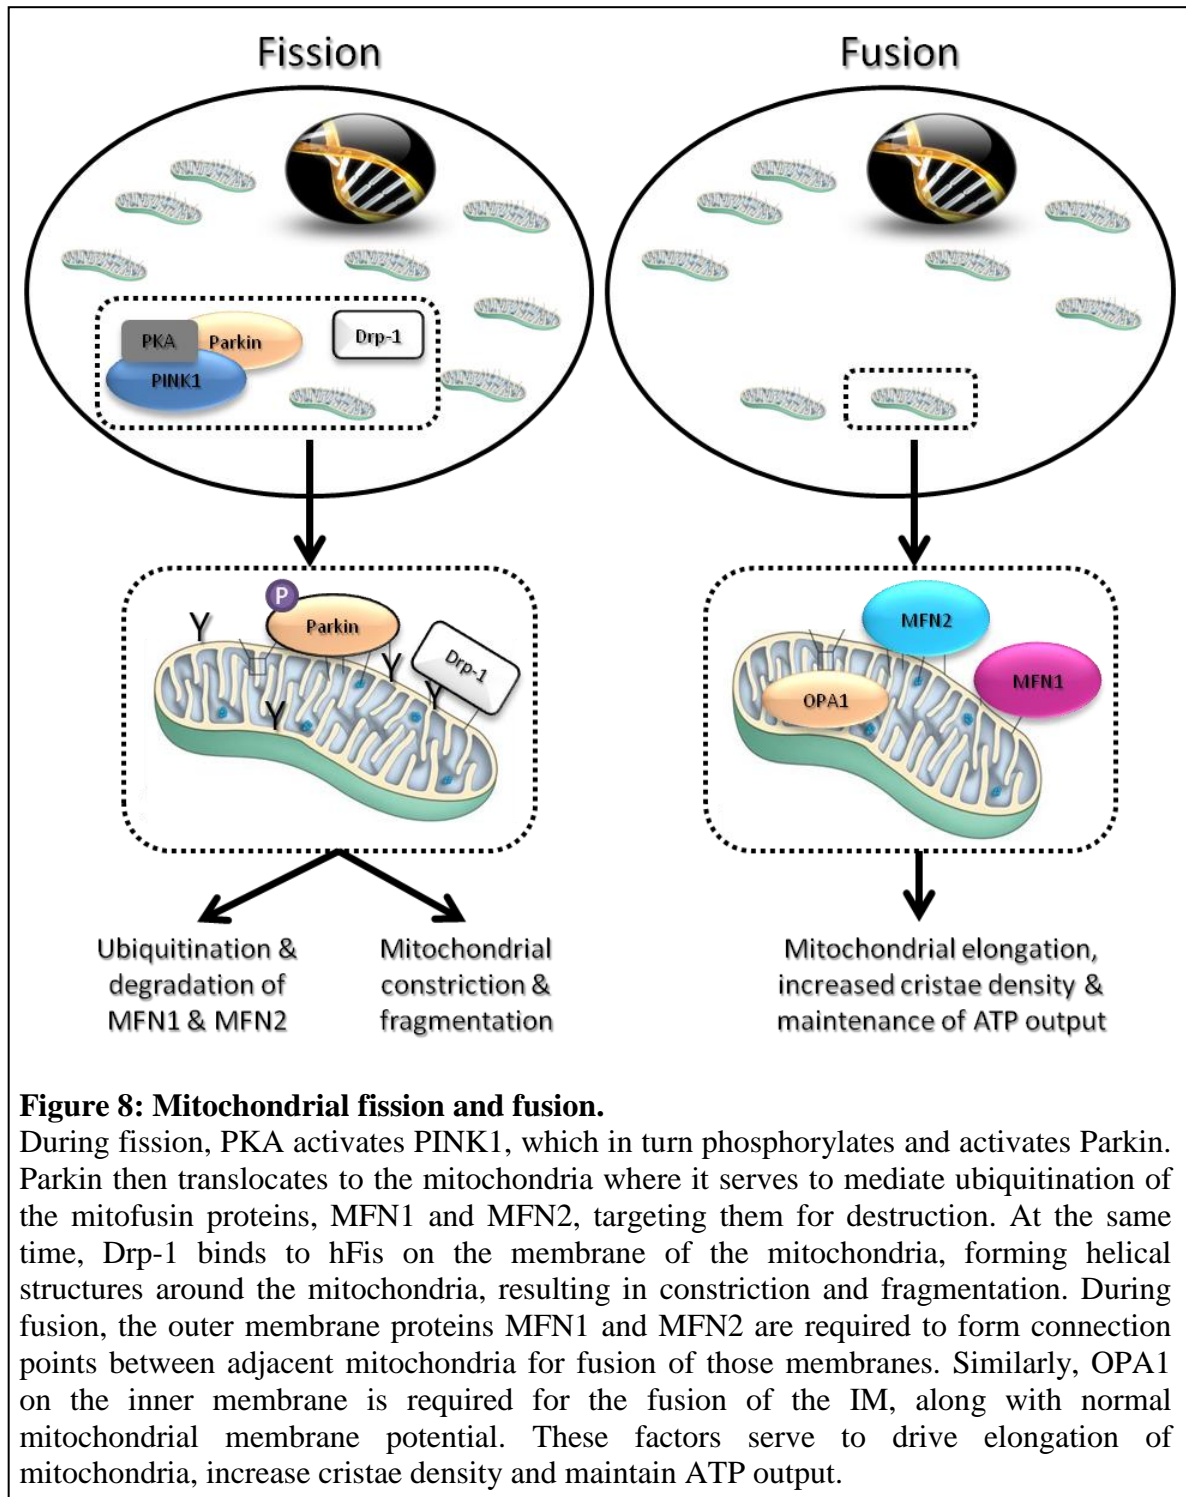 Fission
Fusion
PKA
Parkin
PINK1
Drp-1
P
Parkin
Drp-1
Y
Y
Y
Y
MFN2
MFN1
OPA1
Ubiquitination &
degradation of
MFN1 & MFN2
Mitochondrial
constriction &
fragmentation
Mitochondrial elongation,
increased cristae density &
maintenance of ATP output
Figure 8: Mitochondrial fission and fusion.
During fission, PKA activates PINK1, which in turn phosphorylates and activates Parkin.
Parkin then translocates to the mitochondria where it serves to mediate ubiquitination of
the mitofusin proteins, MFN1 and MFN2, targeting them for destruction. At the same
time, Drp-1 binds to hFis on the membrane of the mitochondria, forming helical
structures around the mitochondria, resulting in constriction and fragmentation. During
fusion, the outer membrane proteins MFN1 and MFN2 are required to form connection
points between adjacent mitochondria for fusion of those membranes. Similarly, OPA1
on the inner membrane is required for the fusion of the IM, along with normal
mitochondrial membrane potential. These factors serve to drive elongation of
mitochondria, increase cristae density and maintain ATP output.